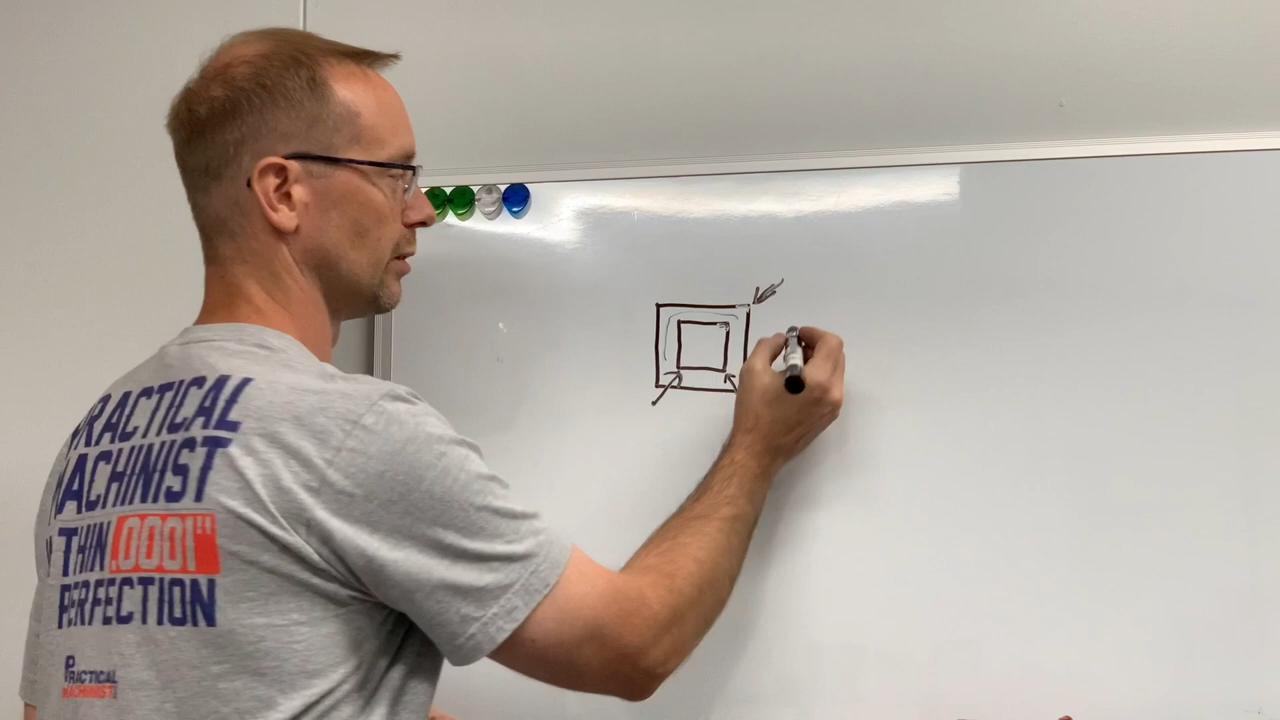 PRACTICAL
MACHINIST
THIN .0001"
PERFECTION
PRACTICAL
MACHINIST